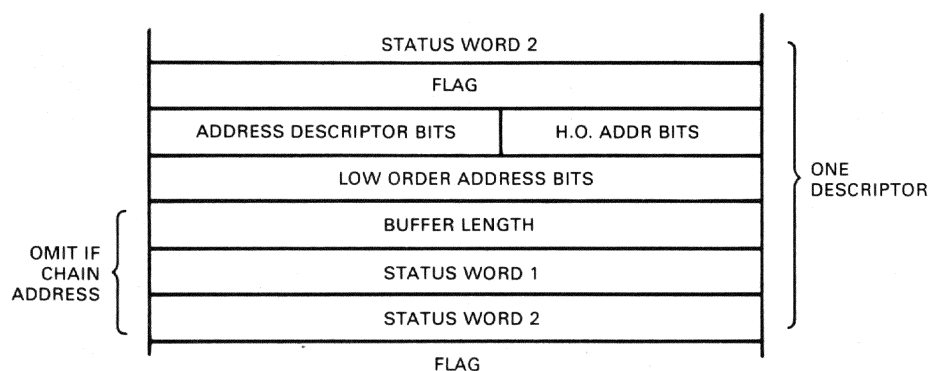 STATUS WORD 2
FLAG
ADDRESS DESCRIPTOR BITS
H.O. ADDR BITS
LOW ORDER ADDRESS BITS
BUFFER LENGTH
STATUS WORD 1
STATUS WORD 2
FLAG
OMIT IF
CHAIN
ADDRESS
ONE
DESCRIPTOR